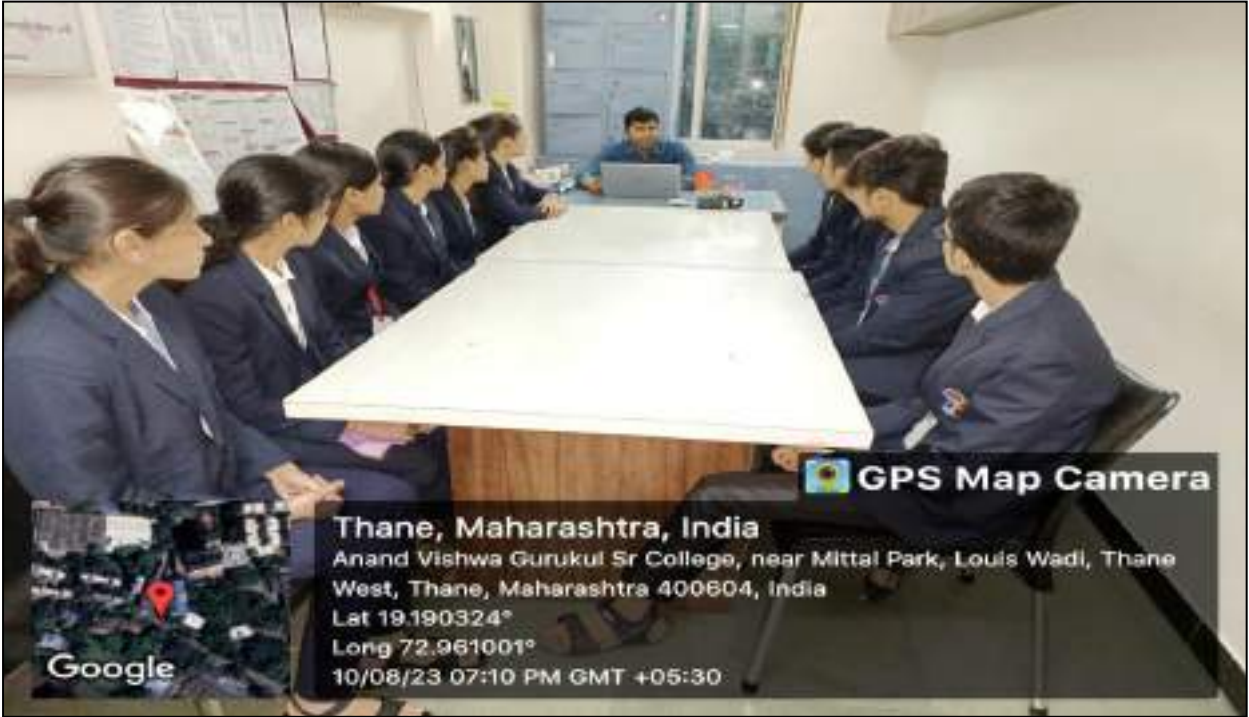 GPS Map Camera
Thane, Maharashtra, India
Anand Vishwa Gurukul Sr College, near Mittal Park, Louis Wadi, Thane
West, Thane, Maharashtra 400604, India
Lat 19.190324°
Long 72.961001°
10/08/23 07:10 PM GMT +05:30
Google